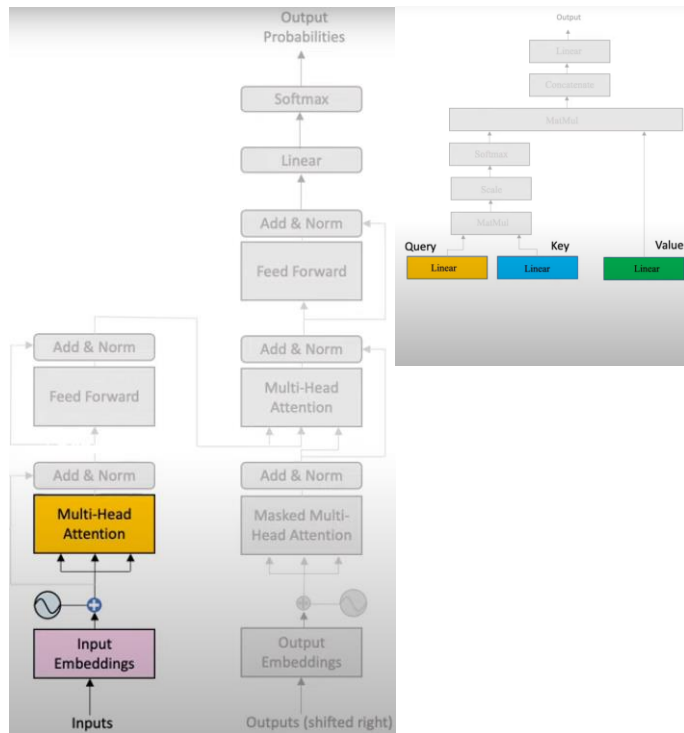 Output
Probabilities
Softmax
Linear
Add & Norm
Feed Forward
Add & Norm
Multi-Head
Attention
Add & Norm
Masked Multi-
Head Attention
Output
Embeddings
Outputs (shifted right)
Add & Norm
Feed Forward
Add & Norm
Multi-Head
Attention
Input
Embeddings
Inputs
Output
Linear
Concatenate
MatMul
Softmax
Scale
MatMul
Query
Key
Value
Linear
Linear
Linear